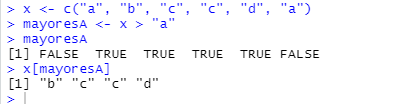 > x <- c("a", "b", "c", "c", "d", "a")
> mayoresA <- x > "a"
> mayoresA
[1] FALSE  TRUE  TRUE  TRUE  TRUE FALSE
> x[mayoresA]
[1] "b" "c" "c" "d"
>